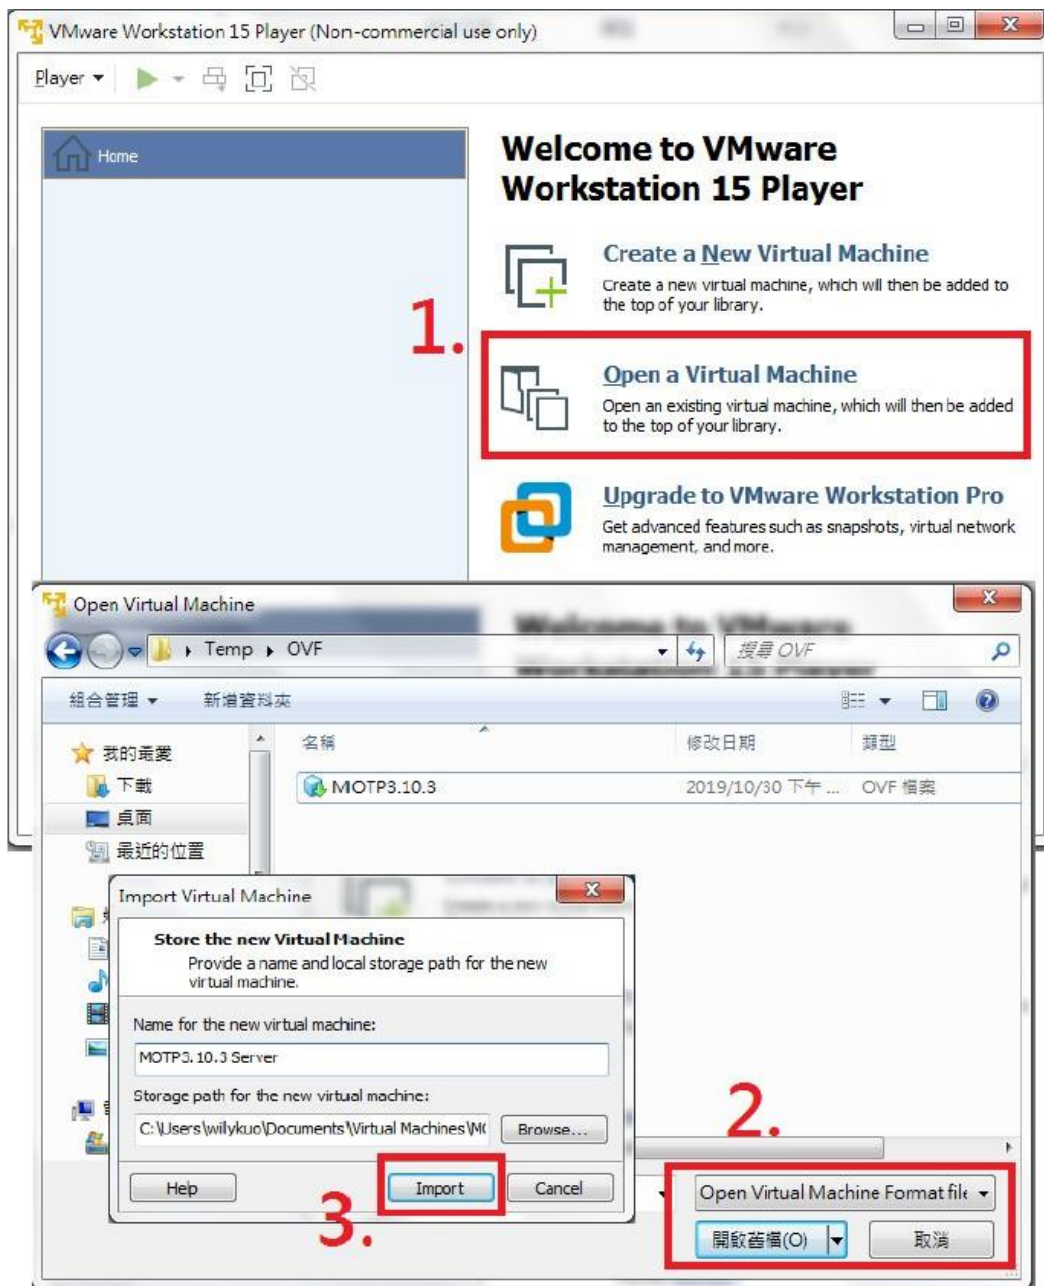 VMware Workstation 15 Player (Non-commercial use only)
Player
Home
Welcome to VMware
Workstation 15 Player
Create a New Virtual Machine
Create a new virtual machine, which will then be added to
the top of your library.
1.
Open a Virtual Machine
Open an existing virtual machine, which will then be added
to the top of your library.
Upgrade to VMware Workstation Pro
Get advanced features such as snapshots, virtual network
management, and more.
Open Virtual Machine
Temp
OVF
搜尋 OVF
組合管理
新增資料夾
名稱
修改日期
類型
我的最愛
下載
桌面
最近的位置
MOTP3.10.3
2019/10/30 下午 ...
OVF 檔案
Import Virtual Machine
Store the new Virtual Machine
Provide a name and local storage path for the new
virtual machine.
Name for the new virtual machine:
MOTP3.10.3 Server
Storage path for the new virtual machine:
C:\Users\willykuo\Documents\Virtual Machines\MO
Browse...
Help
Import
Cancel
3.
2.
Open Virtual Machine Format file
開啟舊檔(O)
取消